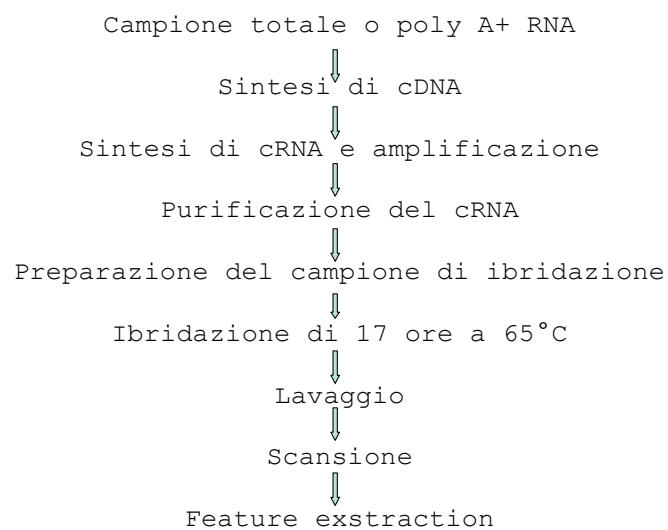 Campione totale o poly A+ RNA
Sintesi di cDNA
Sintesi di cRNA e amplificazione
Purificazione del cRNA
Preparazione del campione di ibridazione
Ibridazione di 17 ore a 65°C
Lavaggio
Scansione
Feature exstraction